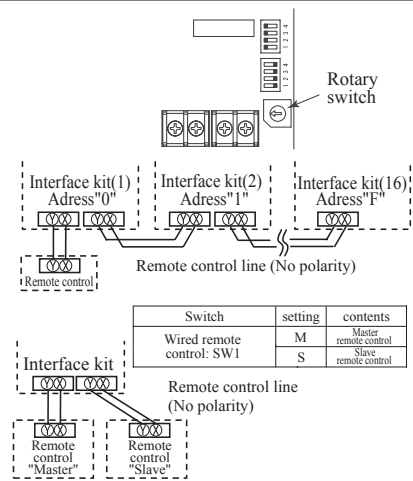 1 2 3 4
1 2 3 4
Rotary
switch
Interface kit(1)
Adress"0"
Interface kit(2)
Adress"1"
Interface kit(16)
Adress"F"
Ⓨ Ⓧ Ⓨ Ⓧ Ⓨ Ⓧ Ⓨ Ⓧ Ⓨ Ⓧ
Ⓨ Ⓧ
Remote control
Remote control line (No polarity)
Switch setting contents
Wired remote
control: SW1
M Master
remote control
S Slave
remote control
Interface kit
Ⓨ Ⓧ Ⓨ Ⓧ
Remote control line
(No polarity)
Ⓨ Ⓧ Ⓨ Ⓧ
Remote
control
"Master"
Remote
control
"Slave"